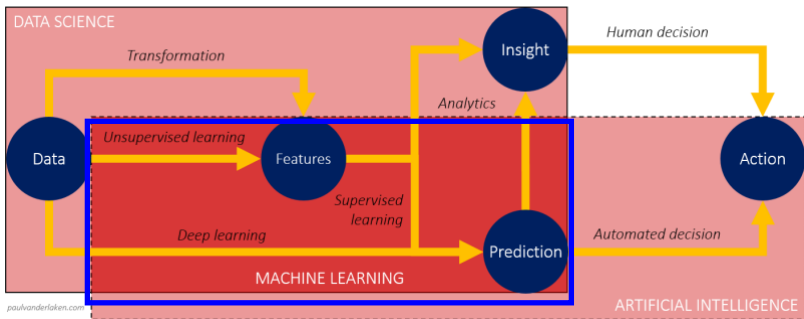 DATA SCIENCE
Transformation
Insight
Human decision
Analytics
Unsupervised learning
Data
Features
Action
Supervised
learning
Deep learning
Prediction
Automated decision
MACHINE LEARNING
paulvanderlaken.com
ARTIFICIAL INTELLIGENCE